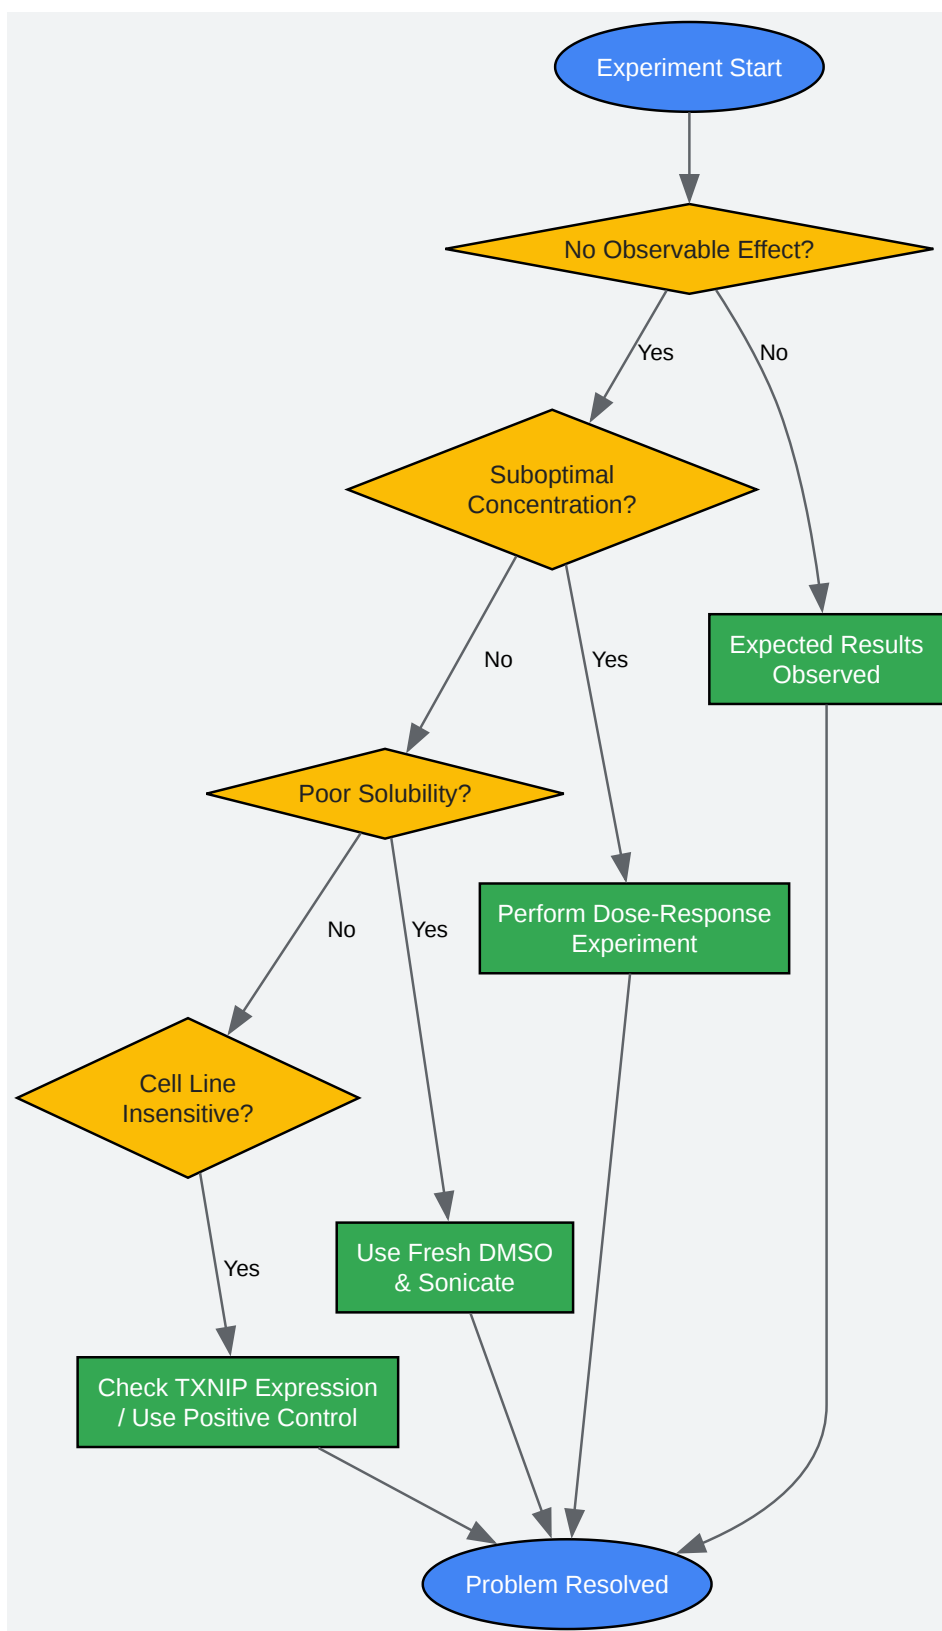 Experiment Start
No Observable Effect?
Yes
No
Suboptimal
Concentration?
No
Yes
Expected Results
Observed
Poor Solubility?
No
Yes
Perform Dose-Response
Experiment
Cell Line
Insensitive?
Yes
Use Fresh DMSO
& Sonicate
Check TXNIP Expression
/ Use Positive Control
Problem Resolved